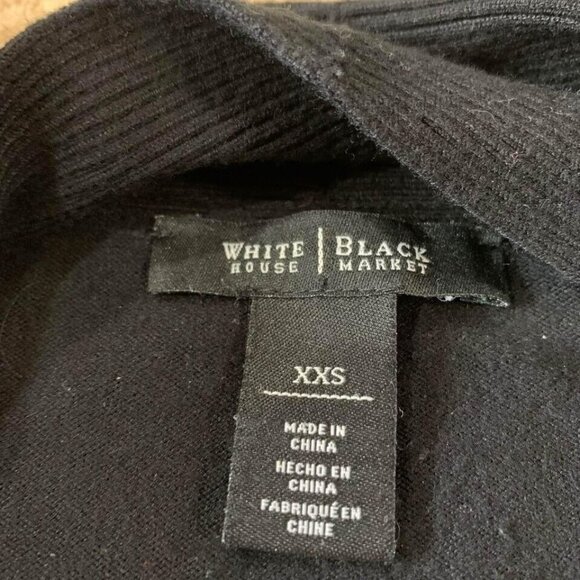 WHITE | BLACK
HOUSE | MARKET
XXS
MADE IN
CHINA
HECHO EN
CHINA
FABRIQUÉ EN
CHINE